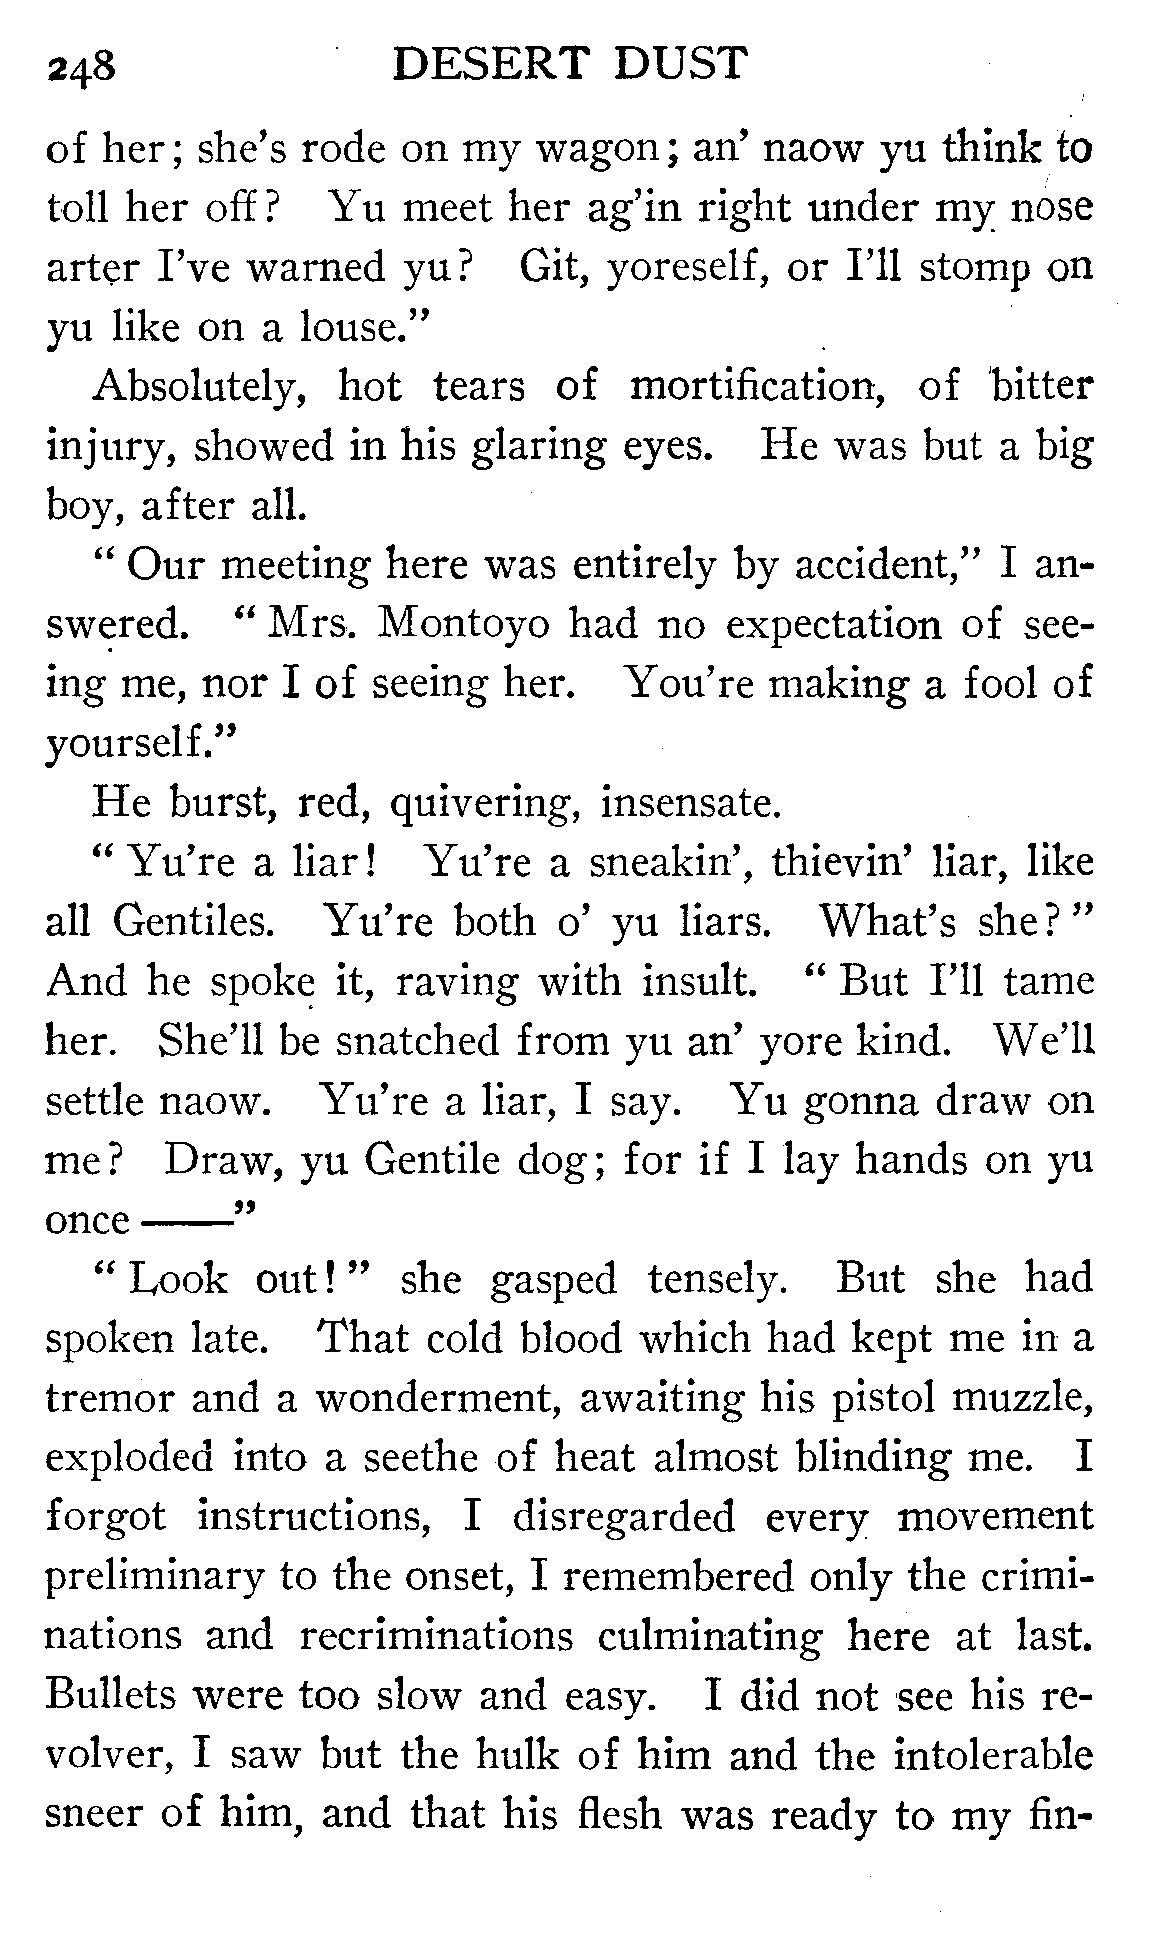 248 DESERT DUST
of her; she's rode on my wagon; an' naow yu think to
toll her off? Yu meet her ag'in right under my nose
arter I've warned yu? Git, yoreself, or I'll stomp on
yu like on a louse."
Absolutely, hot tears of mortification, of bitter
injury, showed in his glaring eyes. He was but a big
boy, after all.
"Our meeting here was entirely by accident," I an-
swered. "Mrs. Montoyo had no expectation of see-
ing me, nor I of seeing her. You're making a fool of
yourself."
He burst, red, quivering, insensate.
"Yu're a liar! Yu're a sneakin', thievin' liar, like
all Gentiles. Yu're both o' yu liars. What's she?"
And he spoke it, raving with insult. "But I'll tame
her. She'll be snatched from yu an' yore kind. We'll
settle naow. Yu're a liar, I say. Yu gonna draw on
me? Draw, yu Gentile dog; for if I lay hands on yu
once ——"
"Look out!" she gasped tensely. But she had
spoken late. That cold blood which had kept me in a
tremor and a wonderment, awaiting his pistol muzzle,
exploded into a seethe of heat almost blinding me. I
forgot instructions, I disregarded every movement
preliminary to the onset, I remembered only the crimi-
nations and recriminations culminating here at last.
Bullets were too slow and easy. I did not see his re-
volver, I saw but the hulk of him and the intolerable
sneer of him, and that his flesh was ready to my fin-